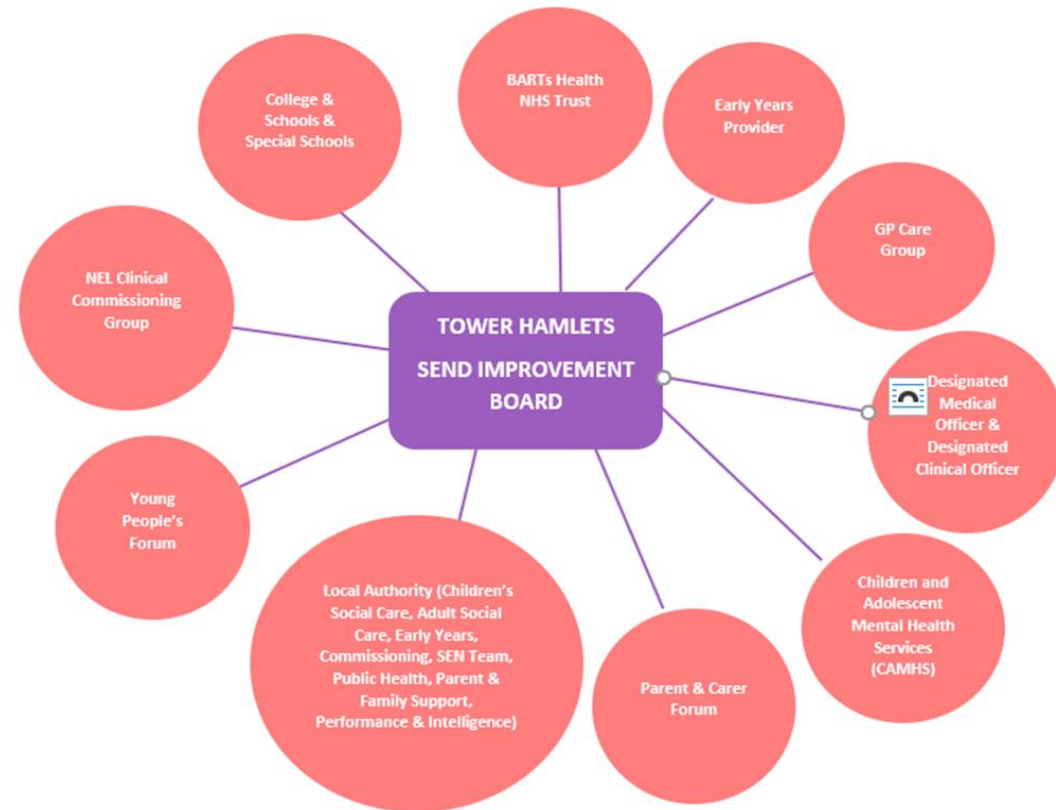 BARTs Health
NHS Trust
College &
Schools &
Special Schools
Early Years
Provider
GP Care
Group
NEL Clinical
Commissioning
Group
TOWER HAMLETS
SEND IMPROVEMENT
BOARD
Designated
Medical
Officer &
Designated
Clinical Officer
Young
People’s
Forum
Local Authority (Children’s
Social Care, Adult Social
Care, Early Years,
Commissioning, SEN Team,
Public Health, Parent &
Family Support,
Performance & Intelligence)
Parent & Carer
Forum
Children and
Adolescent
Mental Health
Services
(CAMHS)